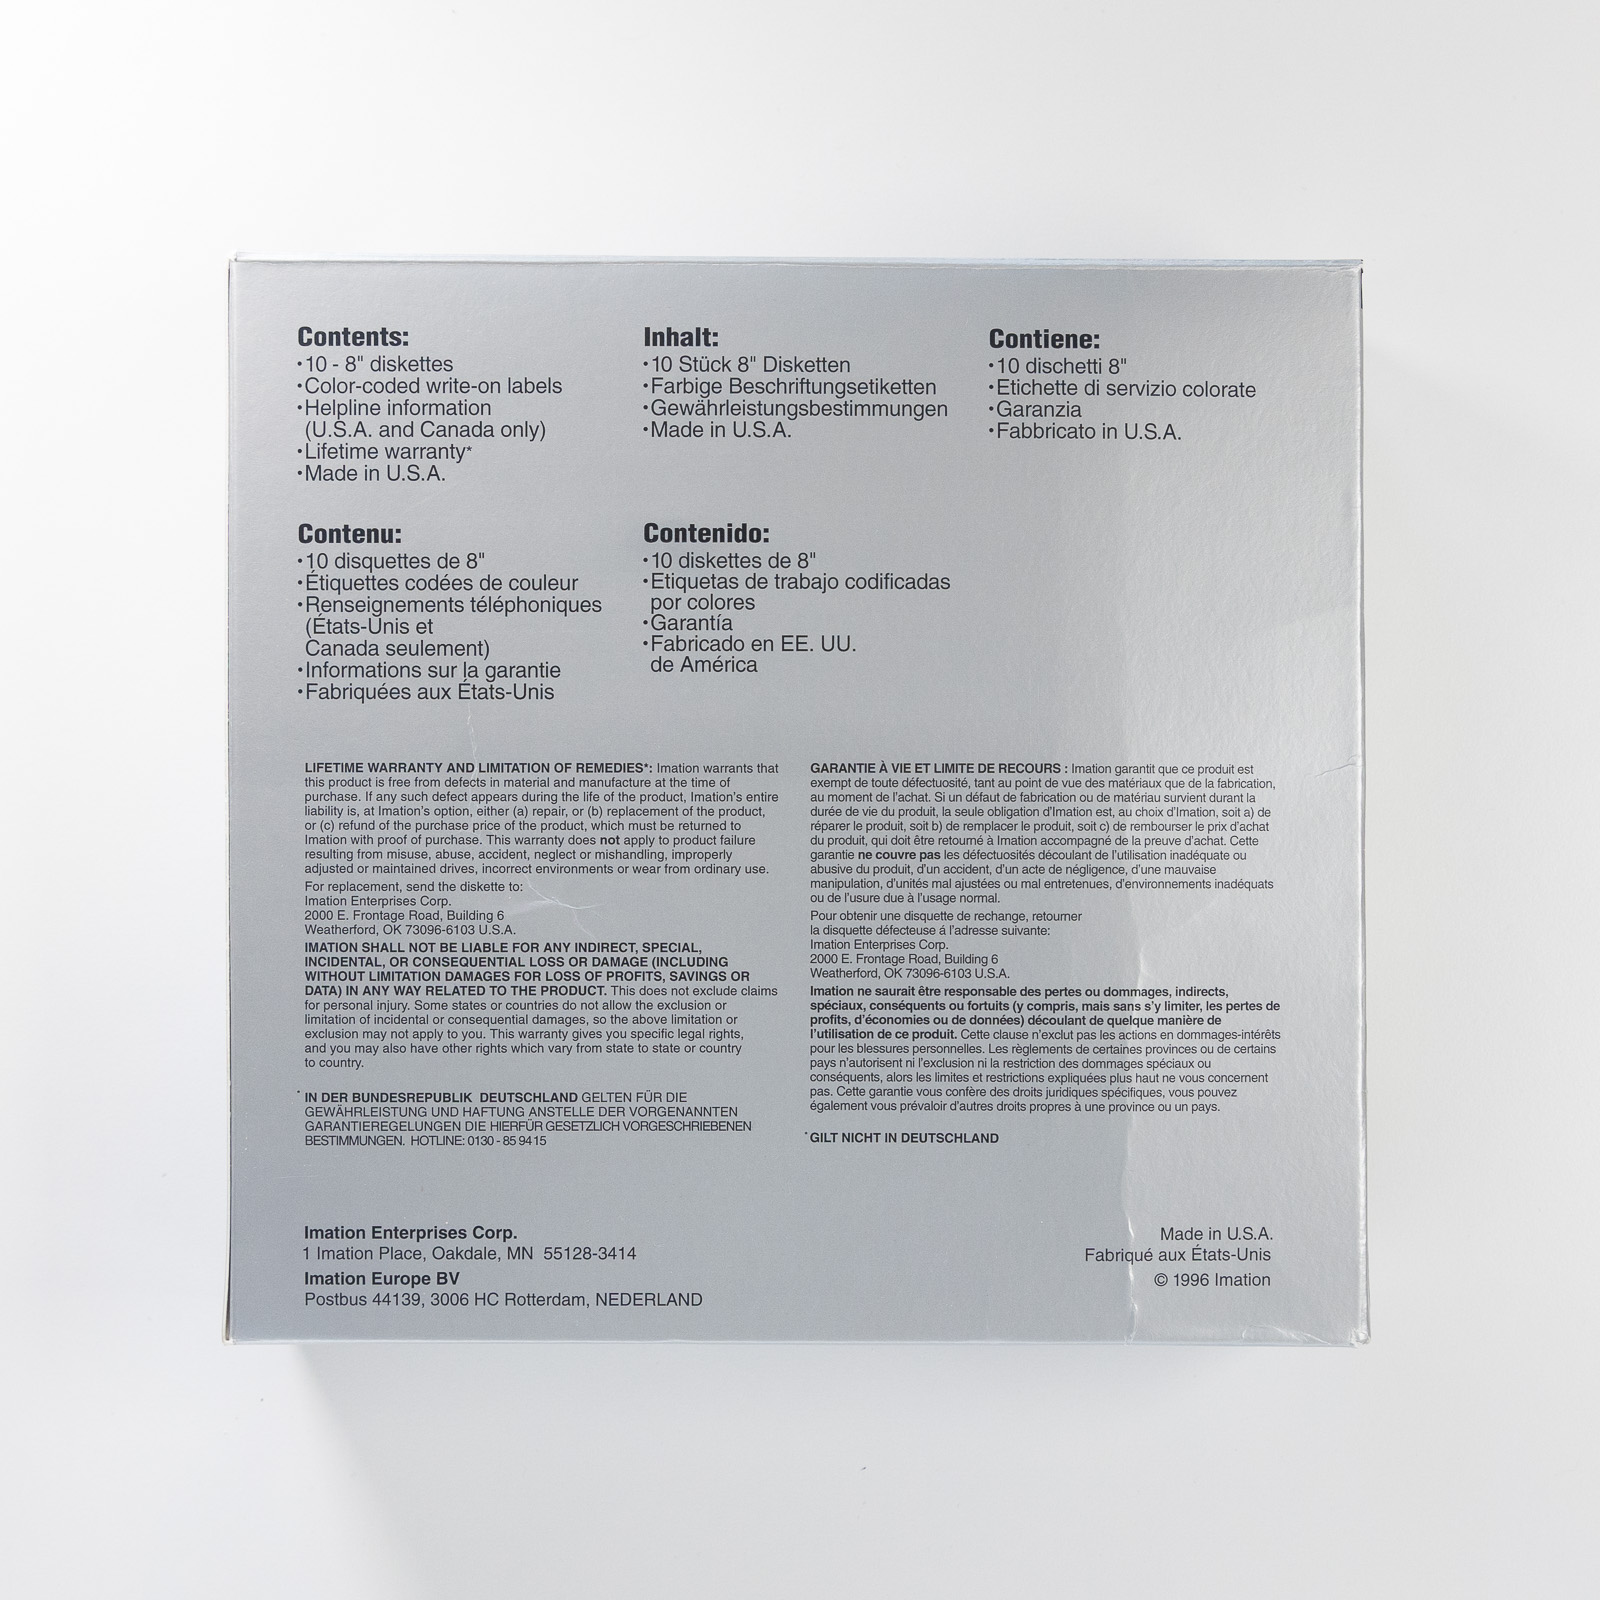 Contents:
•10 - 8" diskettes
•Color-coded write-on labels
•Helpline information
(U.S.A. and Canada only)
•Lifetime warranty*
•Made in U.S.A.
Inhalt:
•10 Stück 8" Disketten
•Farbige Beschriftungsetiketten
•Gewährleistungsbestimmungen
•Made in U.S.A.
Contiene:
•10 dischetti 8"
•Etichette di servizio colorate
•Garanzia
•Fabbricato in U.S.A.
Contenu:
•10 disquettes de 8"
•Étiquettes codées de couleur
•Renseignements téléphoniques
(États-Unis et
Canada seulement)
•Informations sur la garantie
•Fabriquées aux États-Unis
Contenido:
•10 diskettes de 8"
•Etiquetas de trabajo codificadas
por colores
•Garantía
•Fabricado en EE. UU.
de América
LIFETIME WARRANTY AND LIMITATION OF REMEDIES*: Imation warrants that
this product is free from defects in material and manufacture at the time of
purchase. If any such defect appears during the life of the product, Imation's entire
liability is, at Imation's option, either (a) repair, or (b) replacement of the product,
or (c) refund of the purchase price of the product, which must be returned to
Imation with proof of purchase. This warranty does not apply to product failure
resulting from misuse, abuse, accident, neglect or mishandling, improperly
adjusted or maintained drives, incorrect environments or wear from ordinary use.
For replacement, send the diskette to:
Imation Enterprises Corp.
2000 E. Frontage Road, Building 6
Weatherford, OK 73096-6103 U.S.A.
IMATION SHALL NOT BE LIABLE FOR ANY INDIRECT, SPECIAL,
INCIDENTAL, OR CONSEQUENTIAL LOSS OR DAMAGE (INCLUDING
WITHOUT LIMITATION DAMAGES FOR LOSS OF PROFITS, SAVINGS OR
DATA) IN ANY WAY RELATED TO THE PRODUCT. This does not exclude claims
for personal injury. Some states or countries do not allow the exclusion or
limitation of incidental or consequential damages, so the above limitation or
exclusion may not apply to you. This warranty gives you specific legal rights,
and you may also have other rights which vary from state to state or country
to country.
* IN DER BUNDESREPUBLIK DEUTSCHLAND GELTEN FÜR DIE
GEWÄHRLEISTUNG UND HAFTUNG ANSTELLE DER VORGENANNTEN
GARANTIEREGELUNGEN DIE HIERFÜR GESETZLICH VORGESCHRIEBENEN
BESTIMMUNGEN. HOTLINE: 0130 - 85 94 15
GARANTIE À VIE ET LIMITE DE RECOURS : Imation garantit que ce produit est
exempt de toute défectuosité, tant au point de vue des matériaux que de la fabrication,
au moment de l'achat. Si un défaut de fabrication ou de matériau survient durant la
durée de vie du produit, la seule obligation d'Imation est, au choix d'Imation, soit a) de
réparer le produit, soit b) de remplacer le produit, soit c) de rembourser le prix d'achat
du produit, qui doit être retourné à Imation accompagné de la preuve d'achat. Cette
garantie ne couvre pas les défectuosités découlant de l'utilisation inadéquate ou
abusive du produit, d'un accident, d'un acte de négligence, d'une mauvaise
manipulation, d'unités mal ajustées ou mal entretenues, d'environnements inadéquats
ou de l'usure due à l'usage normal.
Pour obtenir une disquette de rechange, retourner
la disquette défecteuse á l'adresse suivante:
Imation Enterprises Corp.
2000 E. Frontage Road, Building 6
Weatherford, OK 73096-6103 U.S.A.
Imation ne saurait être responsable des pertes ou dommages, indirects,
spéciaux, conséquents ou fortuits (y compris, mais sans s'y limiter, les pertes de
profits, d'économies ou de données) découlant de quelque manière de
l'utilisation de ce produit. Cette clause n'exclut pas les actions en dommages-intérêts
pour les blessures personnelles. Les règlements de certaines provinces ou de certains
pays n'autorisent ni l'exclusion ni la restriction des dommages spéciaux ou
conséquents, alors les limites et restrictions expliquées plus haut ne vous concernent
pas. Cette garantie vous confère des droits juridiques spécifiques, vous pouvez
également vous prévaloir d'autres droits propres à une province ou un pays.
*GILT NICHT IN DEUTSCHLAND
Imation Enterprises Corp.
1 Imation Place, Oakdale, MN 55128-3414
Imation Europe BV
Postbus 44139, 3006 HC Rotterdam, NEDERLAND
Made in U.S.A.
Fabriqué aux États-Unis
© 1996 Imation